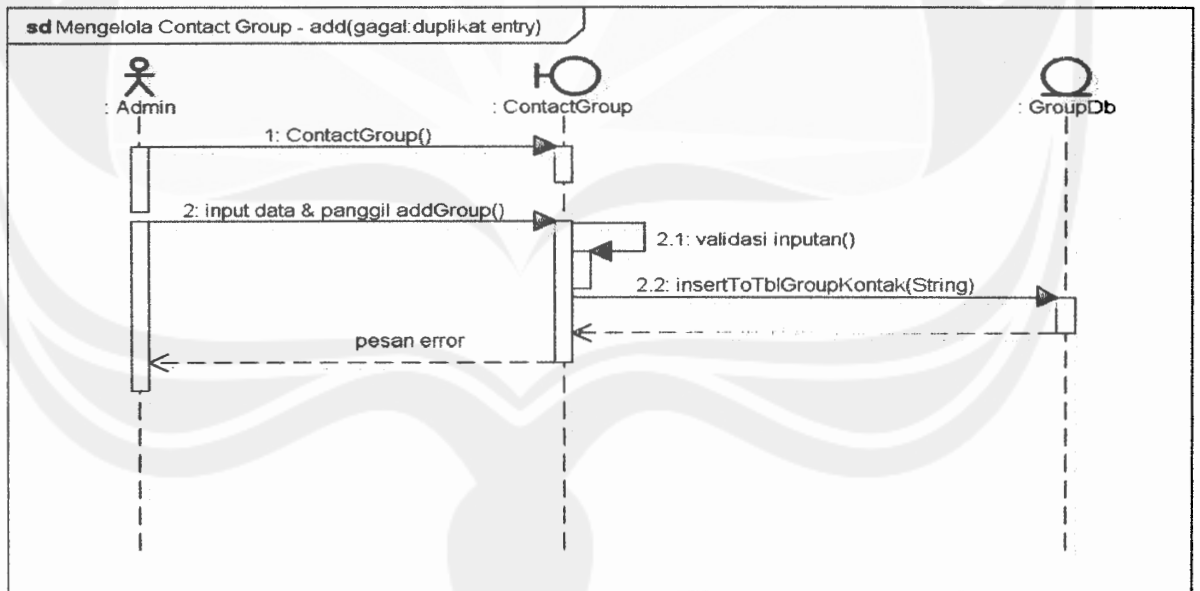 sd Mengelola Contact Group - add(gagal:duplikat entry)
: Admin
: ContactGroup
: GroupDb
1: ContactGroup()
2: input data & panggil addGroup()
2.1: validasi inputan()
2.2: insertToTblGroupKontak(String)
pesan error